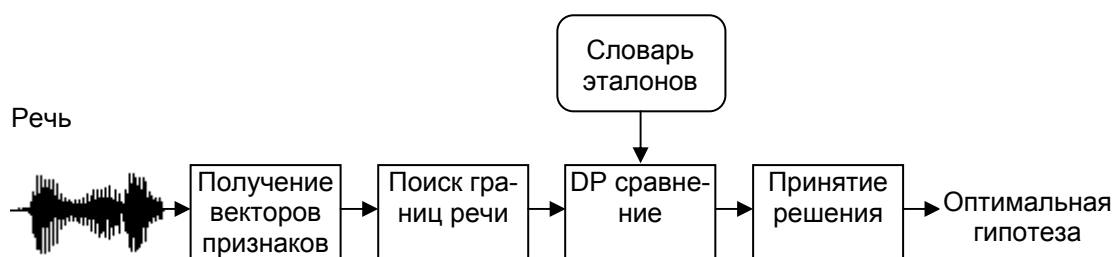 Словарь
эталонов
Речь
Получение
векторов
признаков
Поиск гра-
ниц речи
DP сравне-
ние
Принятие
решения
Оптимальная
гипотеза